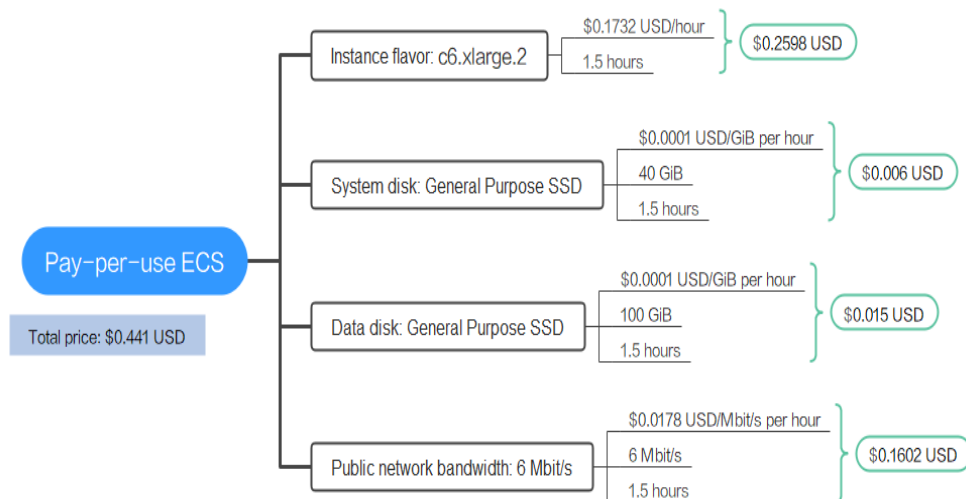 Pay-per-use ECS
Total price: $0.441 USD
Instance flavor: c6.xlarge.2
$0.1732 USD/hour
1.5 hours
$0.2598 USD
System disk: General Purpose SSD
$0.0001 USD/GiB per hour
40 GiB
1.5 hours
$0.006 USD
Data disk: General Purpose SSD
$0.0001 USD/GiB per hour
100 GiB
1.5 hours
$0.015 USD
Public network bandwidth: 6 Mbit/s
$0.0178 USD/Mbit/s per hour
6 Mbit/s
1.5 hours
$0.1602 USD